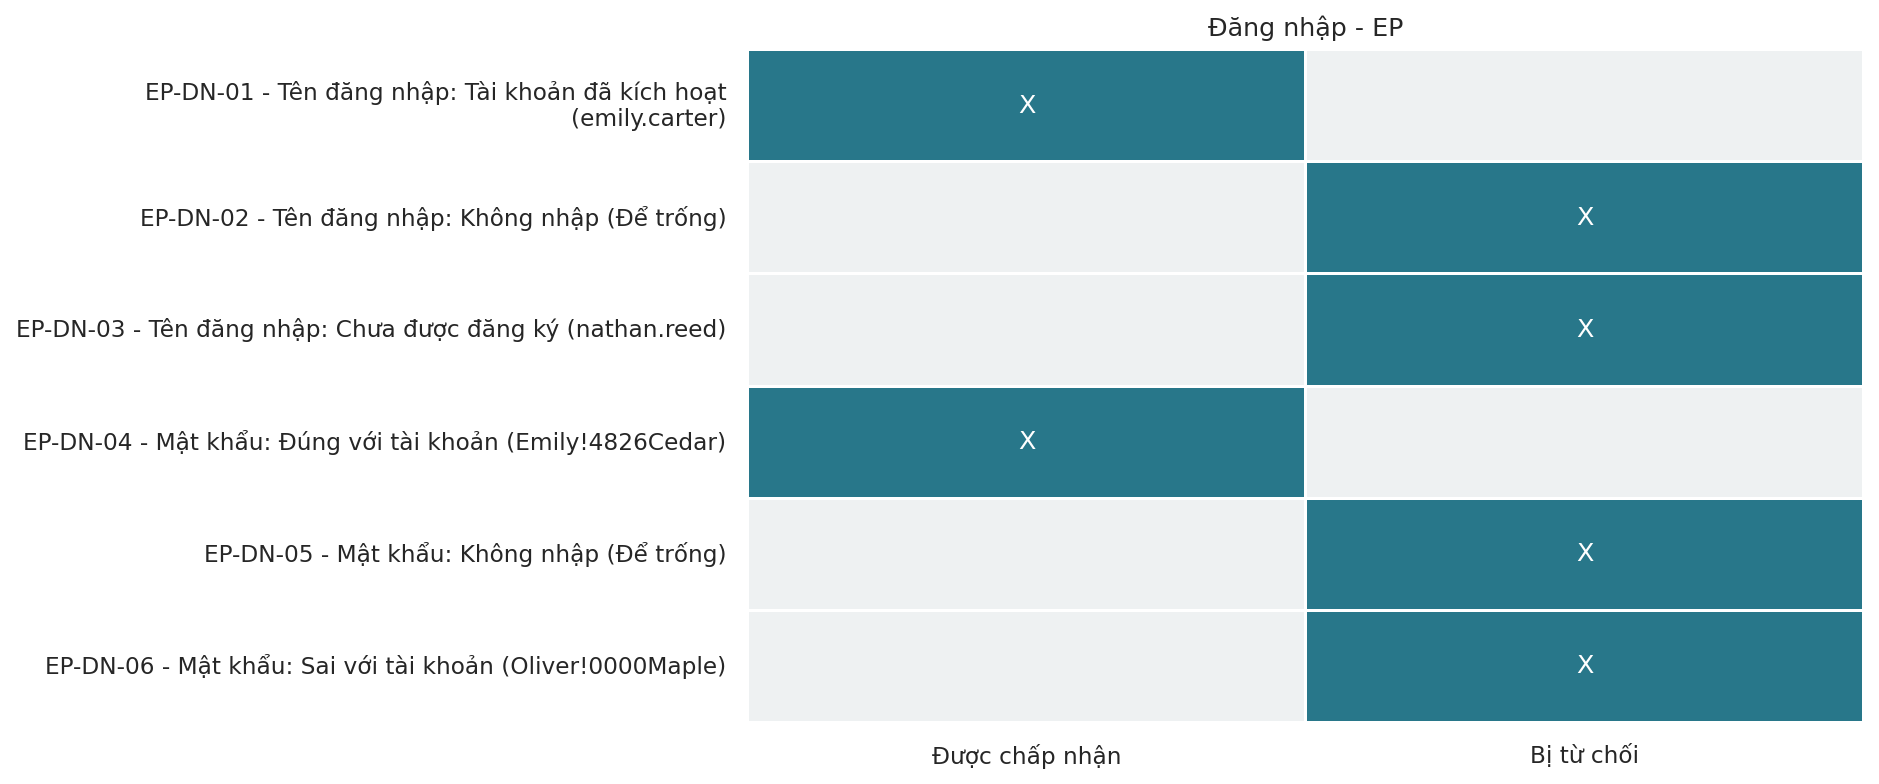 Đăng nhập - EP
EP-DN-01 - Tên đăng nhập: Tài khoản đã kích hoạt
(emily.carter)
X
EP-DN-02 - Tên đăng nhập: Không nhập (Để trống)
X
EP-DN-03 - Tên đăng nhập: Chưa được đăng ký (nathan.reed)
X
EP-DN-04 - Mật khẩu: Đúng với tài khoản (Emily!4826Cedar)
X
EP-DN-05 - Mật khẩu: Không nhập (Để trống)
X
EP-DN-06 - Mật khẩu: Sai với tài khoản (Oliver!0000Maple)
X
Được chấp nhận
Bị từ chối